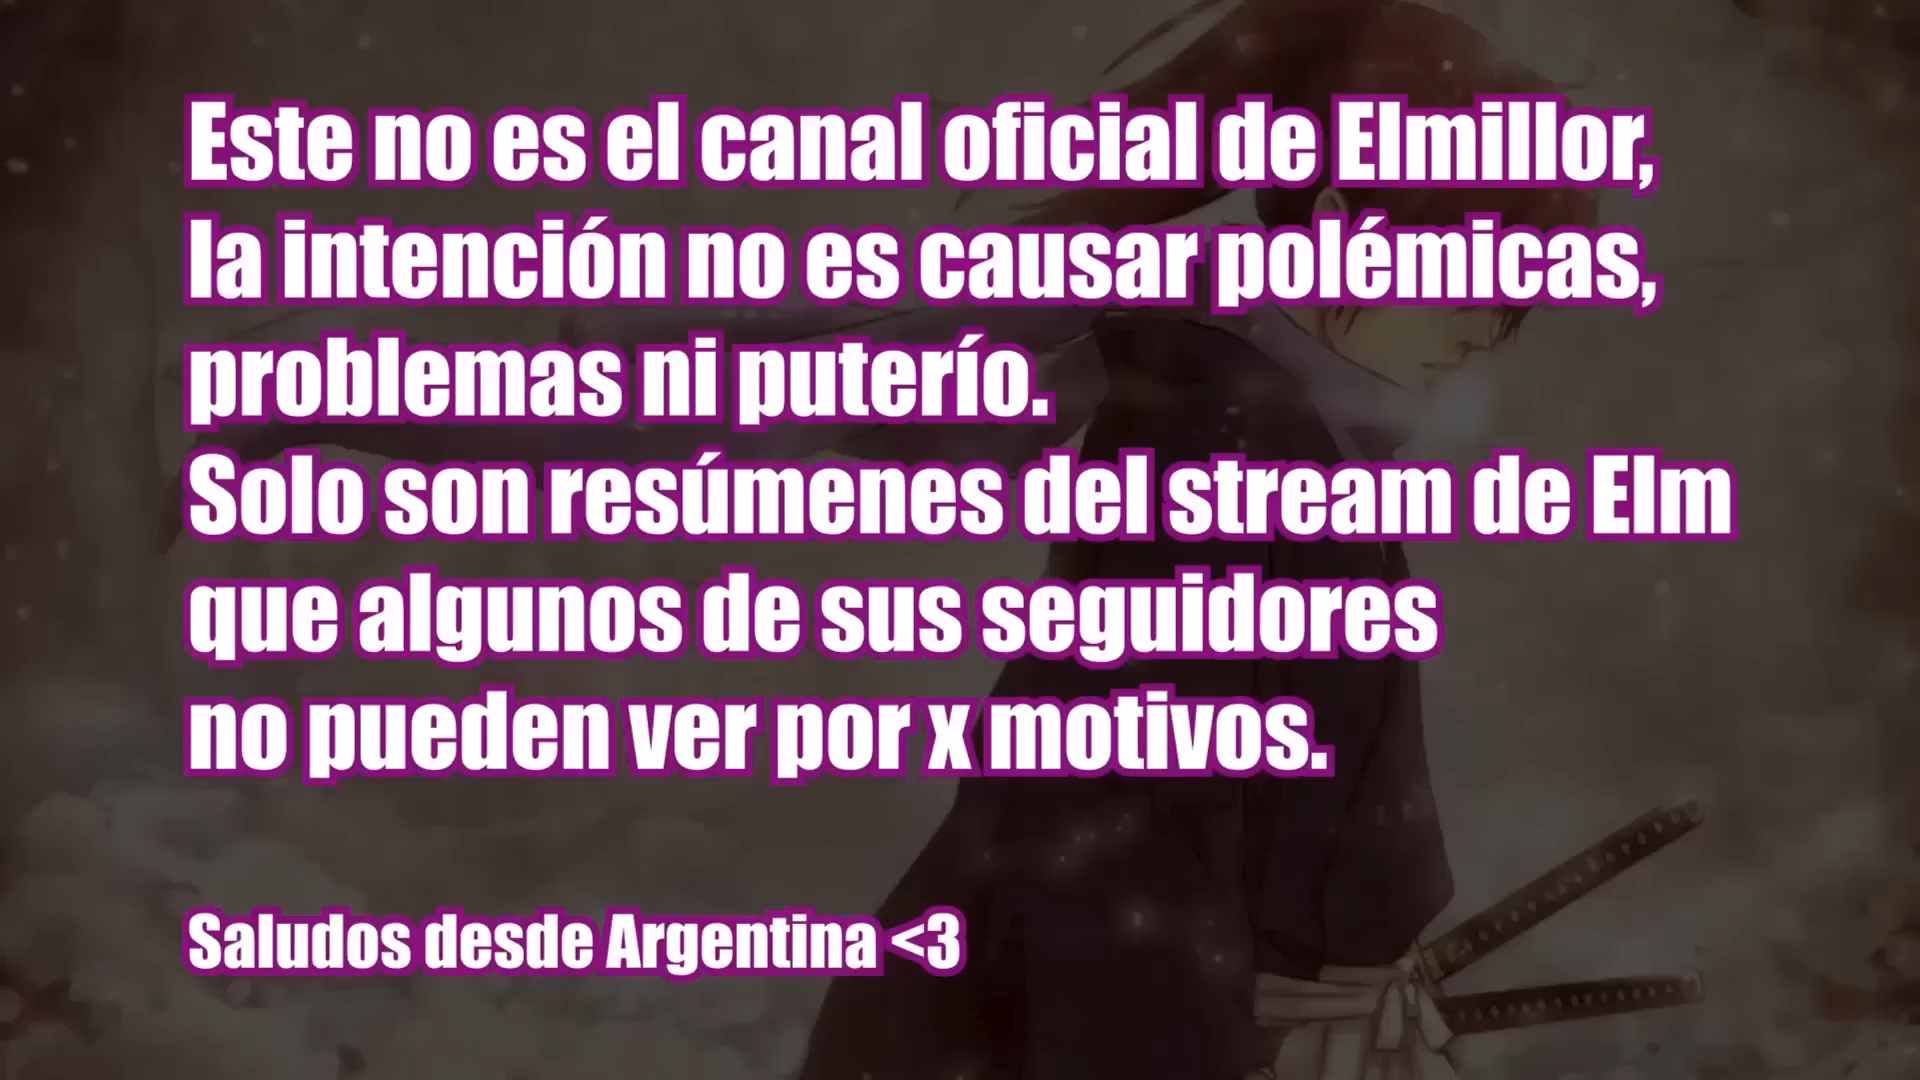 Este no es el canal oficial de Elmillor,
la intención no es causar polémicas,
problemas ni puterío.
Solo son resúmenes del stream de Elm
que algunos de sus seguidores
no pueden ver por x motivos.
Saludos desde Argentina <3